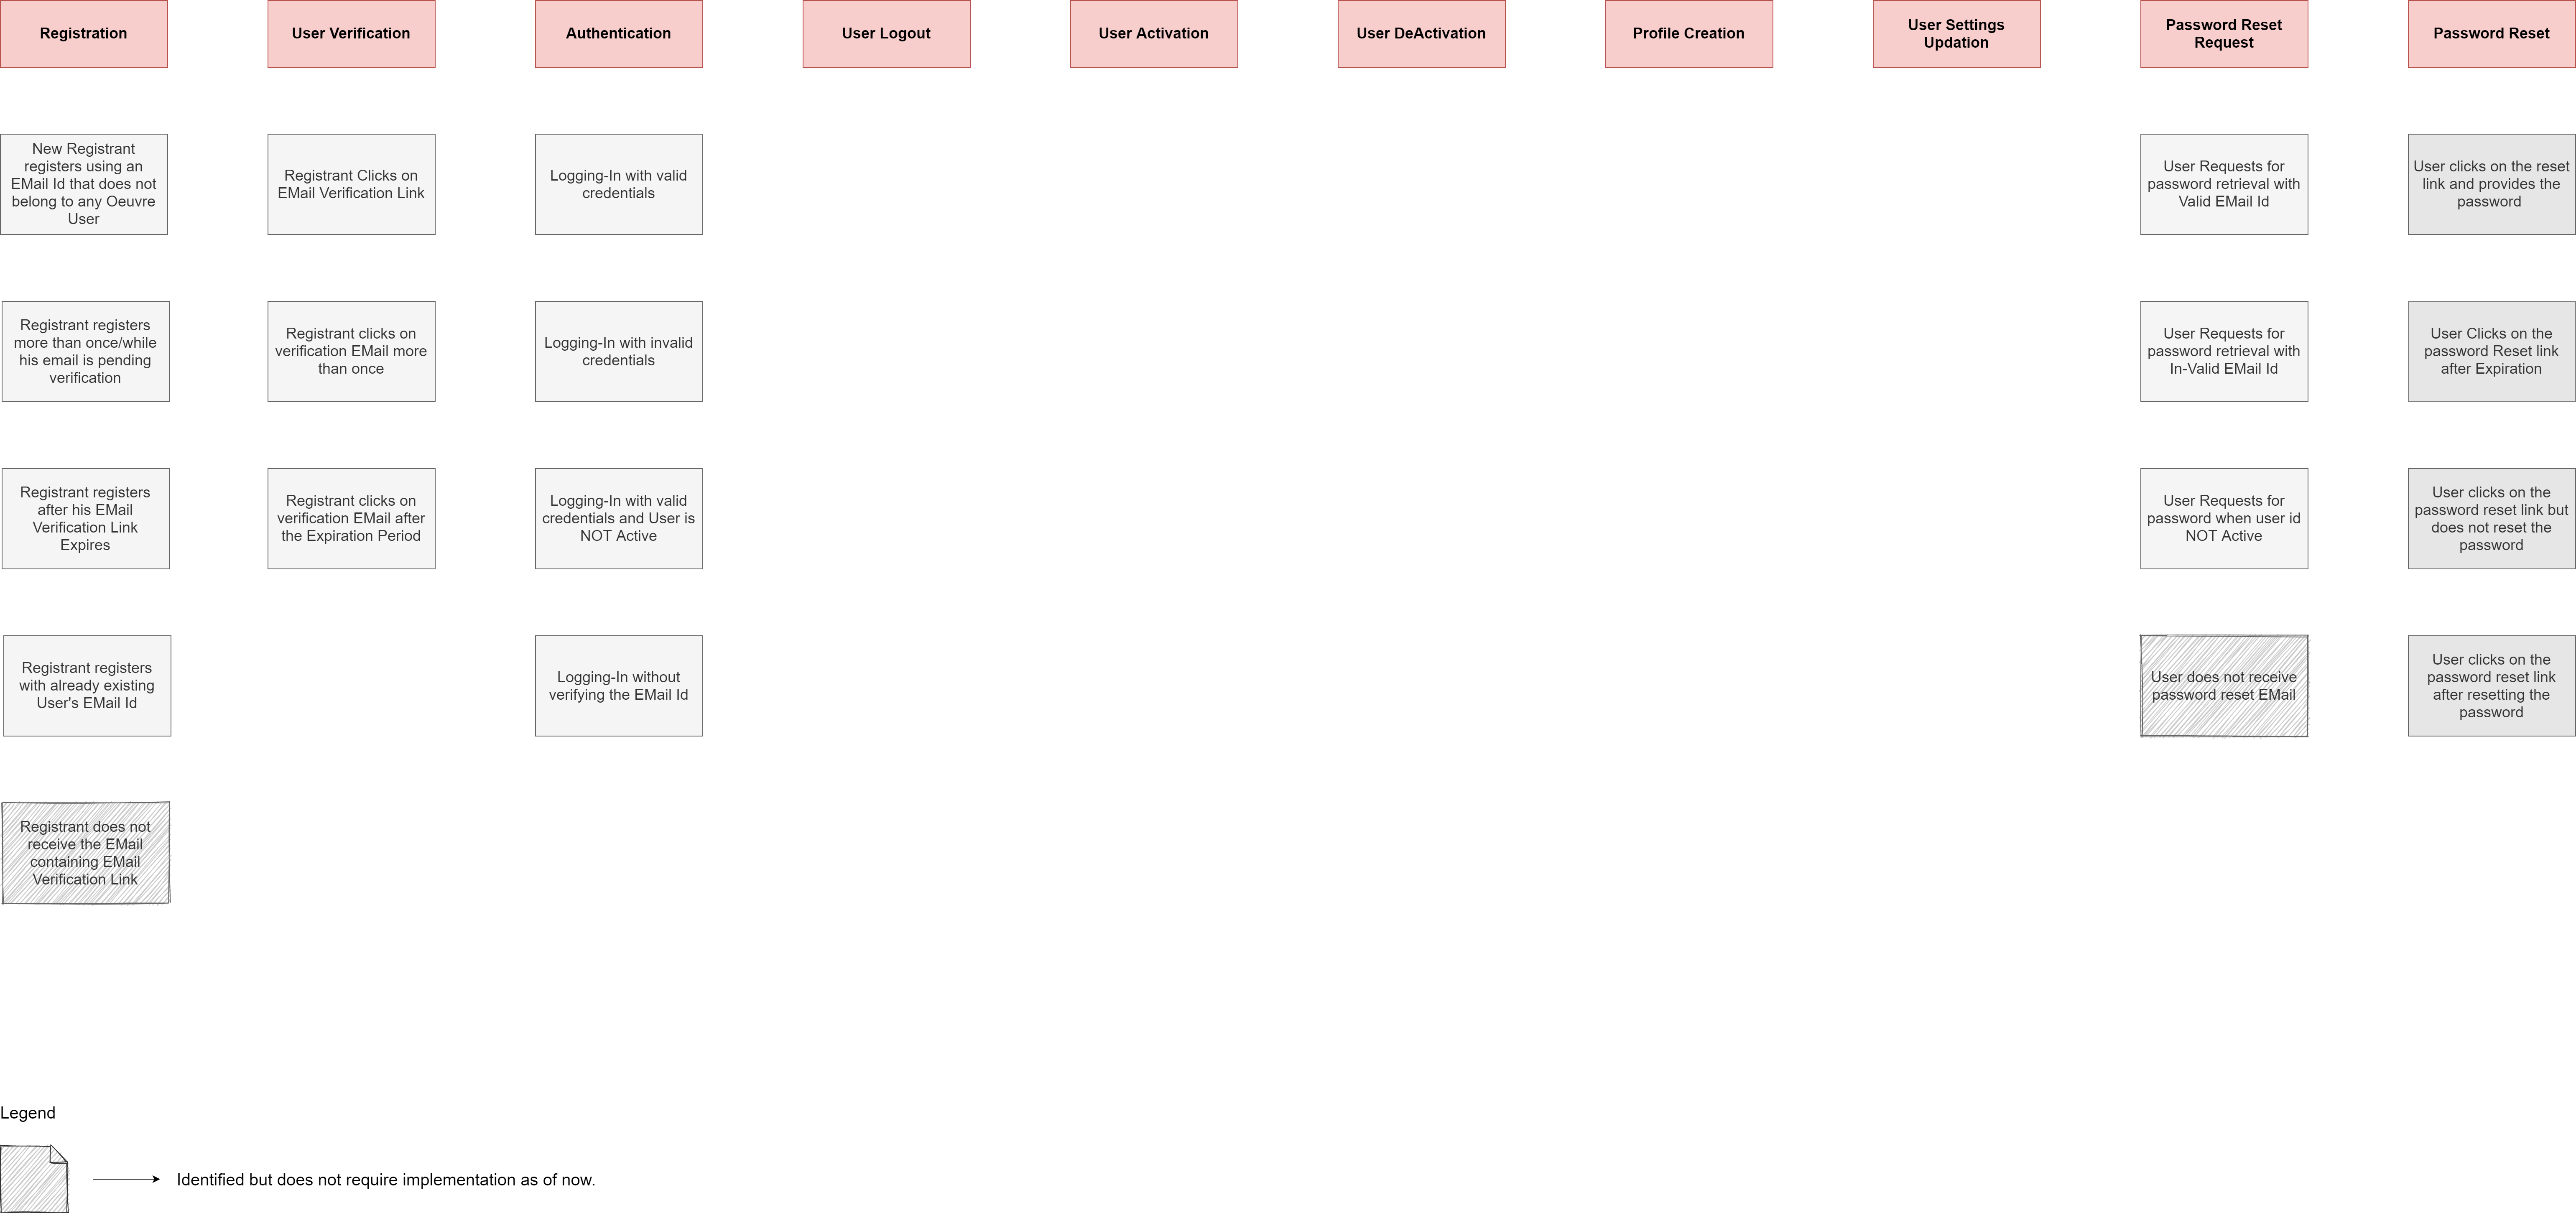 Registration
User Verification
Authentication
User Logout
User Activation
User DeActivation
Profile Creation
User Settings
Updation
Password Reset
Request
Password Reset
New Registrant
registers using an
EMail Id that does not
belong to any Oeuvre
User
Registrant Clicks on
EMail Verification Link
Logging-In with valid
credentials
User Requests for
password retrieval with
Valid EMail Id
User clicks on the reset
link and provides the
password
Registrant registers
more than once/while
his email is pending
verification
Registrant clicks on
verification EMail more
than once
Logging-In with invalid
credentials
User Requests for
password retrieval with
In-Valid EMail Id
User Clicks on the
password Reset link
after Expiration
Registrant registers
after his EMail
Verification Link
Expires
Registrant clicks on
verification EMail after
the Expiration Period
Logging-In with valid
credentials and User is
NOT Active
User Requests for
password when user id
NOT Active
User clicks on the
password reset link but
does not reset the
password
Registrant registers
with already existing
User's EMail Id
Logging-In without
verifying the EMail Id
User does not receive
password reset EMail
User clicks on the
password reset link
after resetting the
password
Registrant does not
receive the EMail
containing EMail
Verification Link
Legend
Identified but does not require implementation as of now.